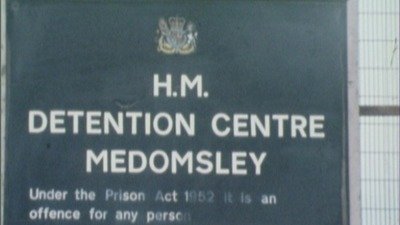 H.M.
DETENTION CENTRE
MEDOMSLEY
Under the Prison Act 1952 it is an
offence for any person